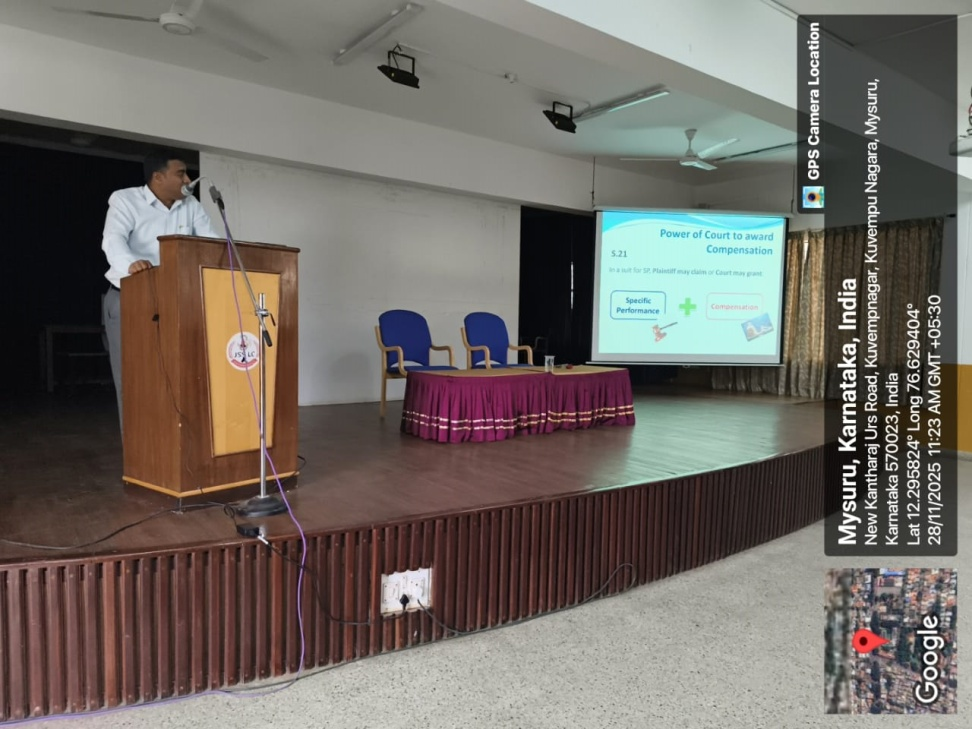 Power of Court to award
Compensation
S.21
In a suit for SP, Plaintiff may claim or Court may grant
Specific
Performance
Compensation
GPS Camera Location
Mysuru, Karnataka, India
New Kantharaj Urs Road, Kuvempnagar, Kuvempu Nagara, Mysuru,
Karnataka 570023, India
Lat 12.295824° Long 76.629404°
28/11/2025 11:23 AM GMT +05:30
Google